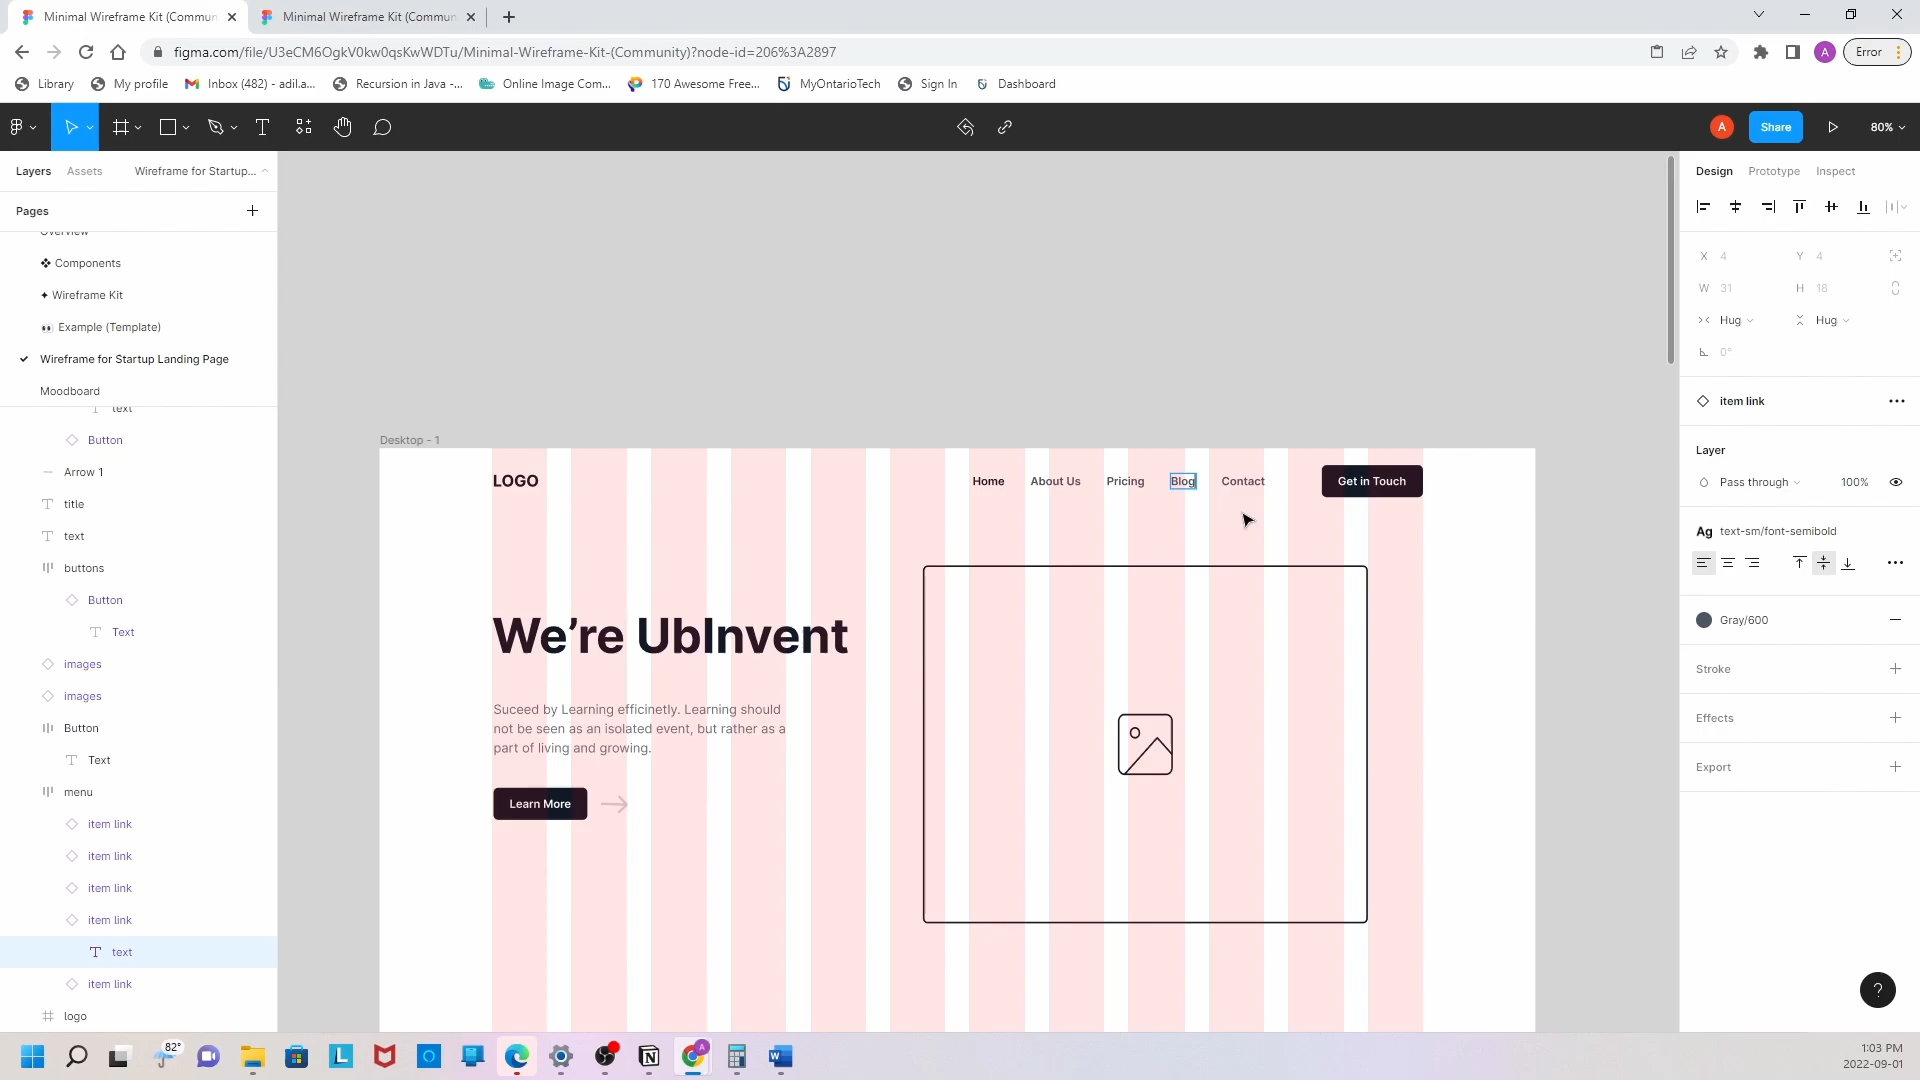 Minimal Wireframe Kit (Commun
Minimal Wireframe Kit (Commun
figma.com/file/U3eCM6OgkV0kw0qsKwWDTu/Minimal-Wireframe-Kit-(Community)?node-id=206%3A2897
A
Error
Library
My profile
Inbox (482) - adil.a...
Recursion in Java -...
Online Image Com...
170 Awesome Free...
MyOntarioTech
Sign In
Dashboard
A
Share
80%
Layers
Assets
Wireframe for Startup...
Design
Prototype
Inspect
Pages
Overview
Components
Wireframe Kit
Example (Template)
Wireframe for Startup Landing Page
Moodboard
text
Button
Arrow 1
title
text
buttons
Button
Text
images
images
Button
Text
menu
item link
item link
item link
item link
text
item link
logo
Desktop - 1
LOGO
Home
About Us
Pricing
Blog
Contact
Get in Touch
We’re UbInvent
Suceed by Learning efficinetly. Learning should
not be seen as an isolated event, but rather as a
part of living and growing.
Learn More
X 4
Y 4
W 31
H 18
Hug
Hug
0°
item link
Layer
Pass through
100%
Ag text-sm/font-semibold
Gray/600
Stroke
Effects
Export
?
82°
L
A
1:03 PM
2022-09-01